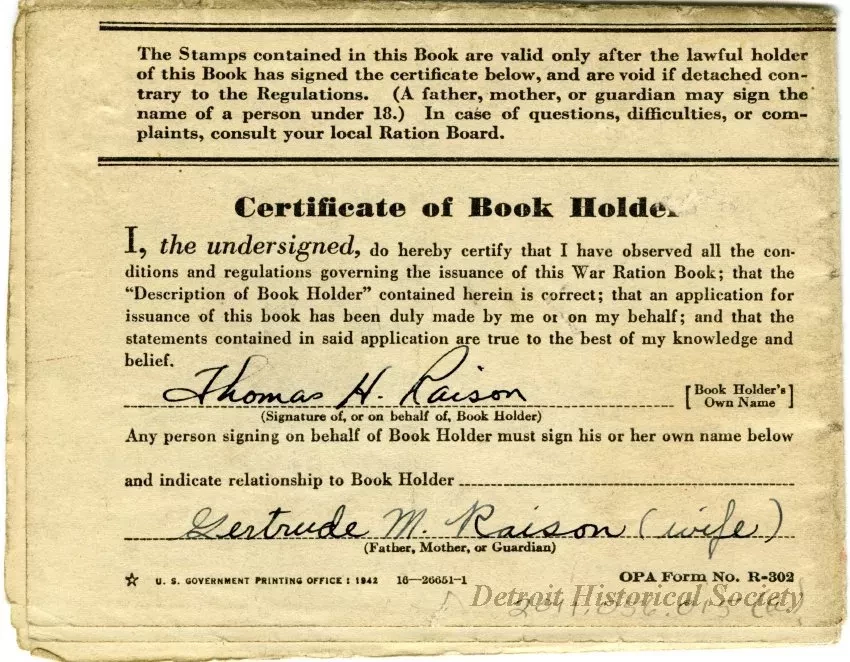 The Stamps contained in this Book are valid only after the lawful holder
of this Book has signed the certificate below, and are void if detached con-
trary to the Regulations. (A father, mother, or guardian may sign the
name of a person under 18.) In case of questions, difficulties, or com-
plaints, consult your local Ration Board.
Certificate of Book Holder
I, the undersigned, do hereby certify that I have observed all the con-
ditions and regulations governing the issuance of this War Ration Book; that the
“Description of Book Holder” contained herein is correct; that an application for
issuance of this book has been duly made by me or on my behalf; and that the
statements contained in said application are true to the best of my knowledge and
belief.
Thomas H. Raison [Book Holder's
Own Name]
(Signature of, or on behalf of, Book Holder)
Any person signing on behalf of Book Holder must sign his or her own name below
and indicate relationship to Book Holder
Gertrude M. Raison (wife)
(Father, Mother, or Guardian)
☆ U. S. GOVERNMENT PRINTING OFFICE : 1942 16—26651-1 OPA Form No. R-302
Detroit Historical Society